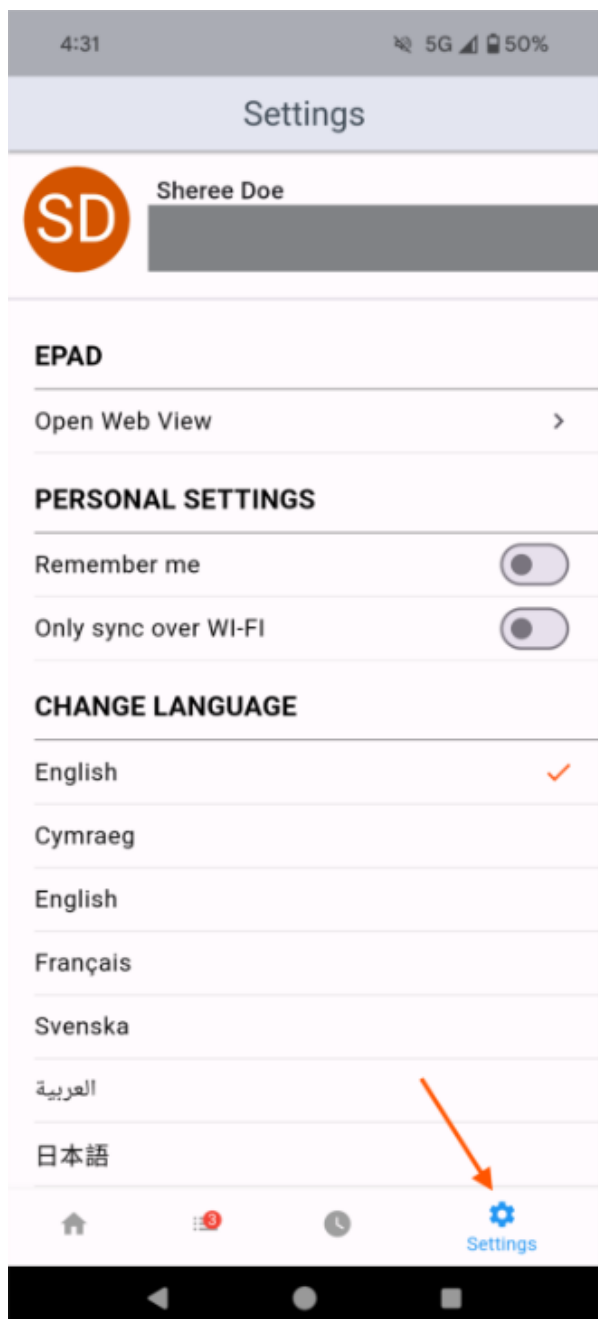 4:31 5G 50%
Settings
SD
Sheree Doe
EPAD
Open Web View
PERSONAL SETTINGS
Remember me
Only sync over WI-FI
CHANGE LANGUAGE
English
Cymraeg
English
Français
Svenska
العربية
日本語
3
Settings